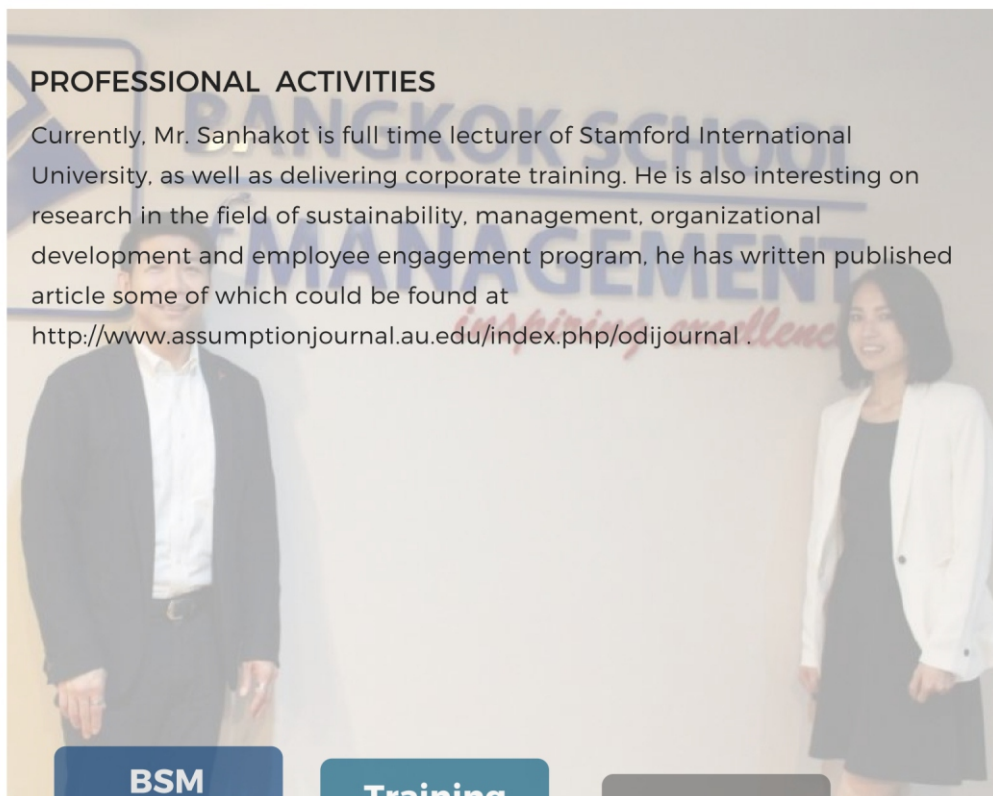 PROFESSIONAL ACTIVITIES
Currently, Mr. Sanhakot is full time lecturer of Stamford International
University, as well as delivering corporate training. He is also interesting on
research in the field of sustainability, management, organizational
development and employee engagement program, he has written published
article some of which could be found at
http://www.assumptionjournal.au.edu/index.php/odijournal .
BANGKOK SCHOOL
of MANAGEMENT
inspiring excellence
BSM
Training